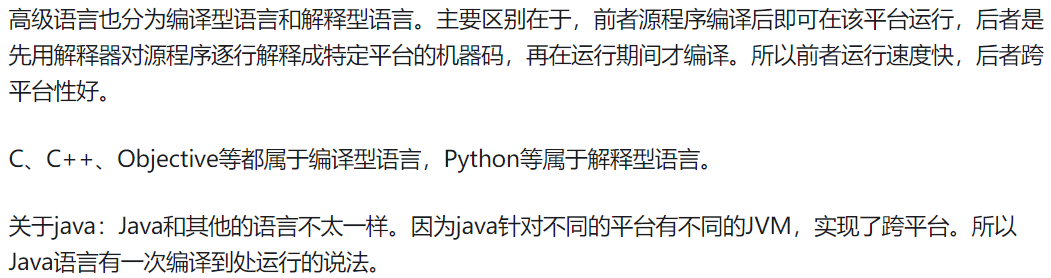 高级语言也分为编译型语言和解释型语言。主要区别在于，前者源程序编译后即可在该平台运行，后者是
先用解释器对源程序逐行解释成特定平台的机器码，再在运行期间才编译。所以前者运行速度快，后者跨
平台性好。
C、C++、Objective等都属于编译型语言，Python等属于解释型语言。
关于java：Java和其他的语言不太一样。因为java针对不同的平台有不同的JVM，实现了跨平台。所以
Java语言有一次编译到处运行的说法。